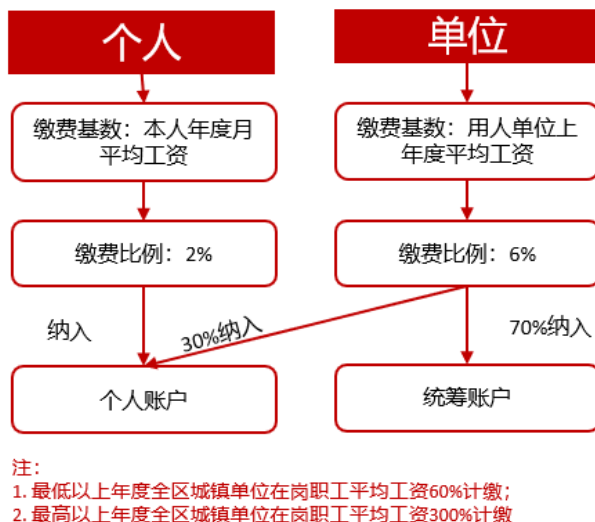 个人
单位
缴费基数：本人年度月
平均工资
缴费基数：用人单位上
年度平均工资
缴费比例：2%
缴费比例：6%
纳入
30%纳入
70%纳入
个人账户
统筹账户
注：
1. 最低以上年度全区城镇单位在岗职工平均工资60%计缴；
2. 最高以上年度全区城镇单位在岗职工平均工资300%计缴